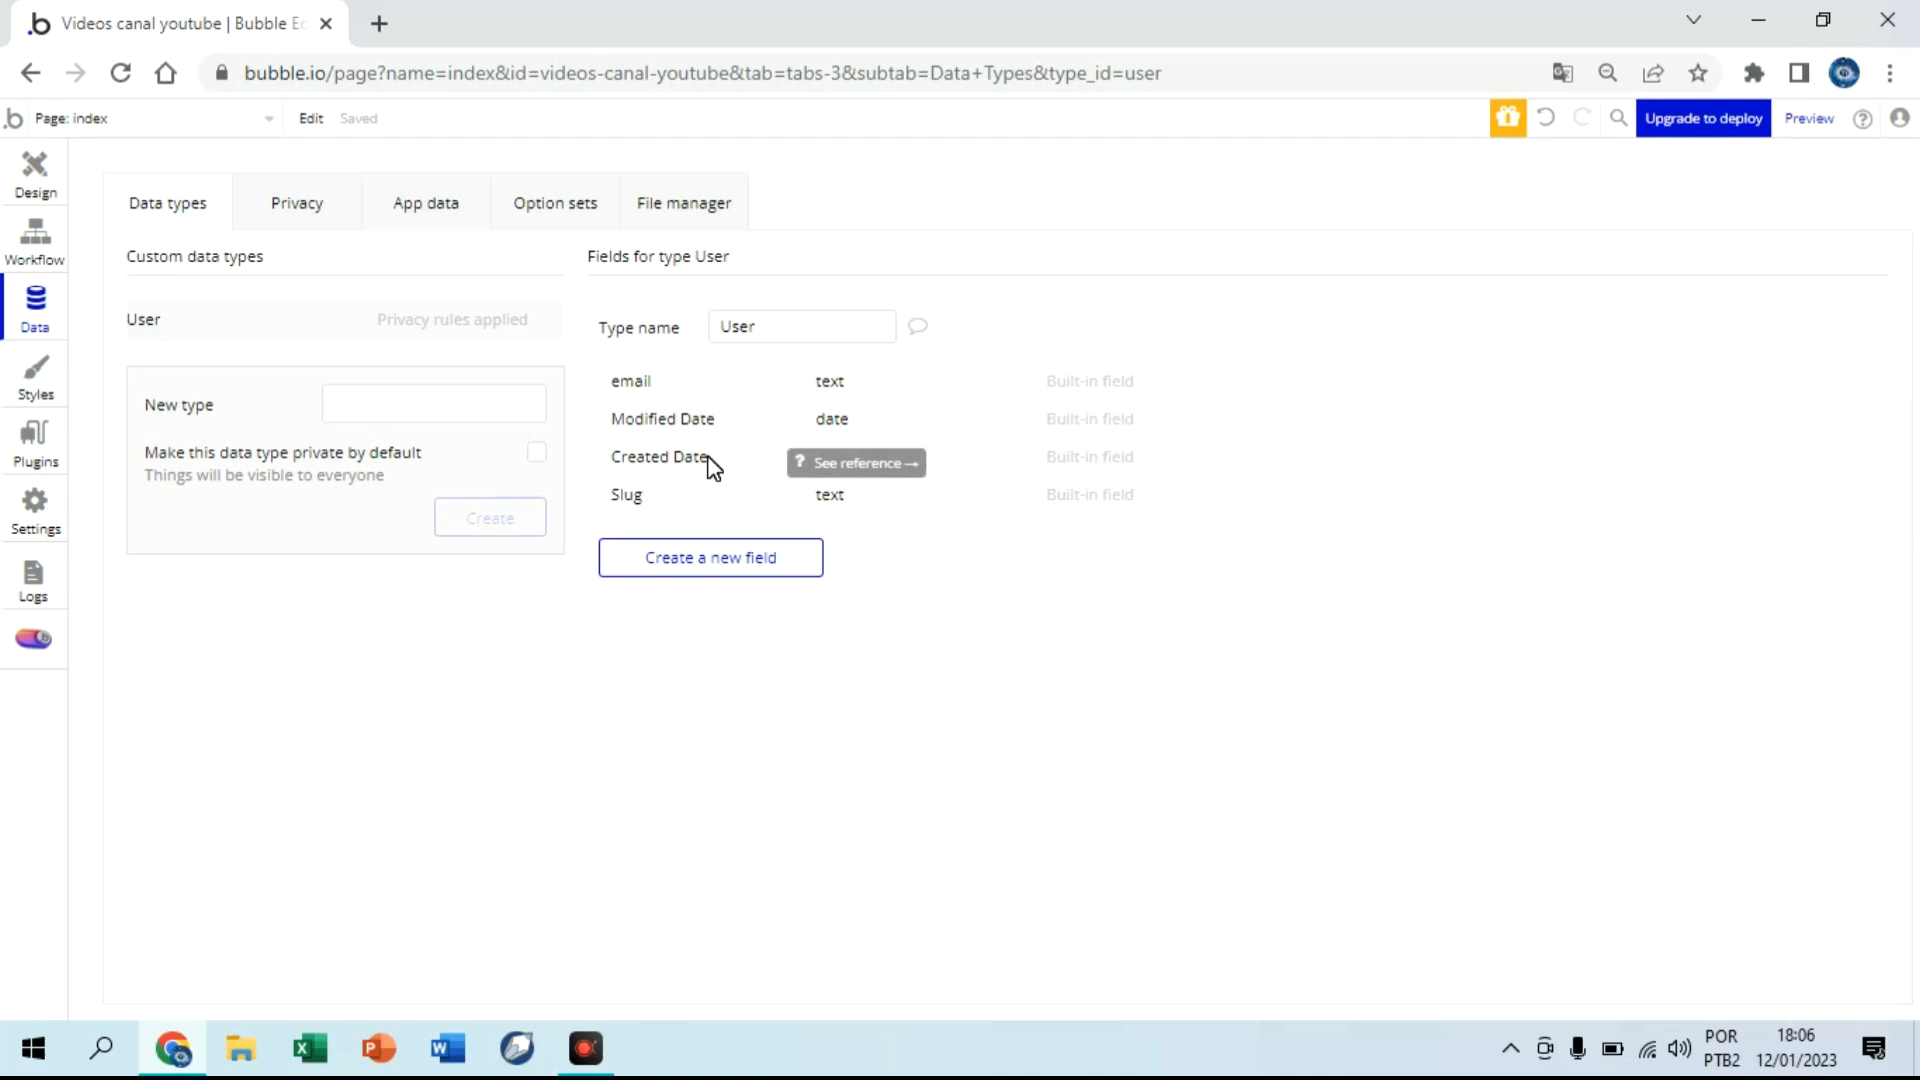 Videos canal youtube | Bubble Ec
bubble.io/page?name=index&id=videos-canal-youtube&tab=tabs-3&subtab=Data+Types&type_id=user
Page: index
Edit
Saved
Upgrade to deploy
Preview
Design
Workflow
Data
Styles
Plugins
Settings
Logs
Data types
Privacy
App data
Option sets
File manager
Custom data types
User
Privacy rules applied
New type
Make this data type private by default
Things will be visible to everyone
Create
Fields for type User
Type name
User
email text Built-in field
Modified Date date Built-in field
Created Date ? See reference → Built-in field
Slug text Built-in field
Create a new field
POR
PTB2
18:06
12/01/2023